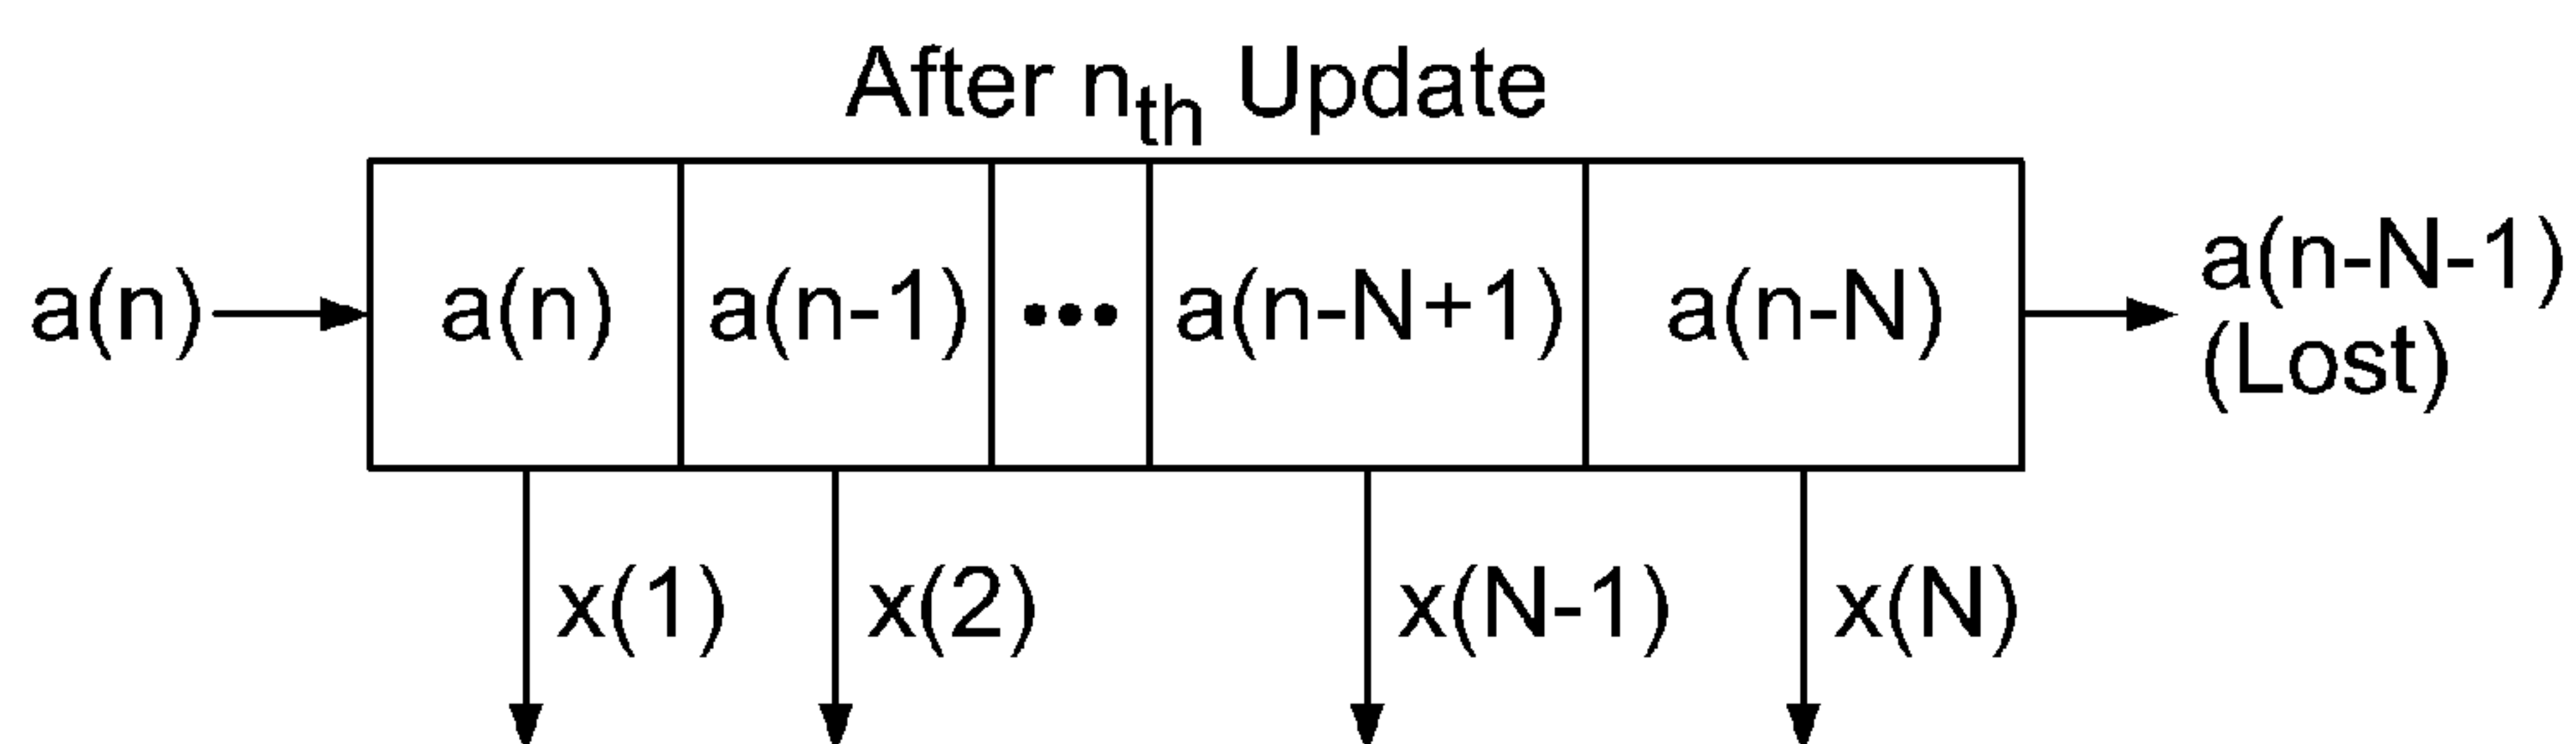 After nth Update
a(n) a(n) a(n-1) ••• a(n-N+1) a(n-N) a(n-N-1)
(Lost)
x(1) x(2) x(N-1) x(N)